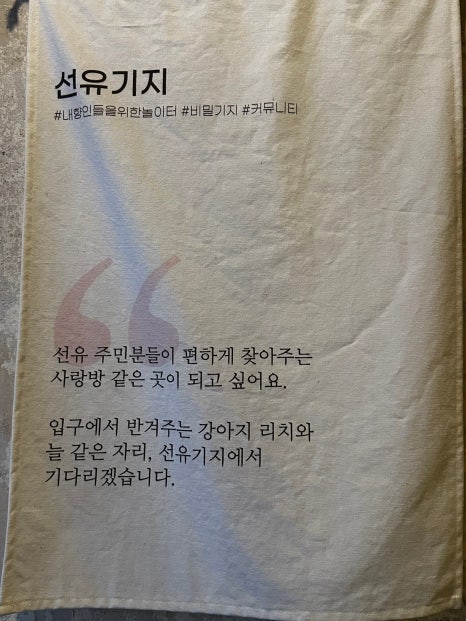 선유기지
#내향인들을위한놀이터 #비밀기지 #커뮤니티
선유 주민분들이 편하게 찾아주는
사랑방 같은 곳이 되고 싶어요.
입구에서 반겨주는 강아지 리치와
늘 같은 자리, 선유기지에서
기다리겠습니다.